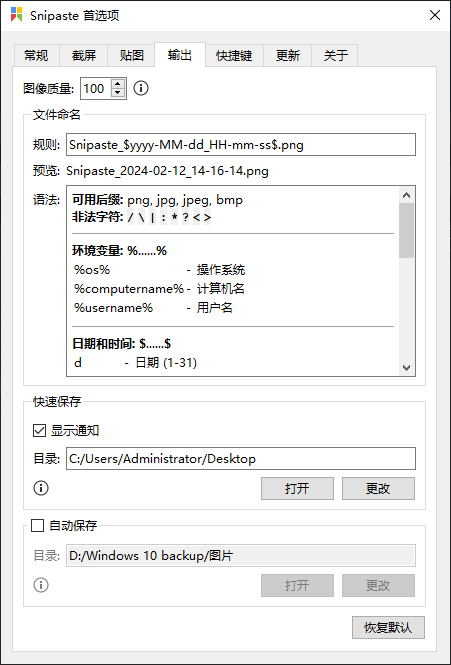 Snipaste 首选项
常规 截屏 贴图 输出 快捷键 更新 关于
图像质量: 100
文件命名
规则: Snipaste_$yyyy-MM-dd_HH-mm-ss$.png
预览: Snipaste_2024-02-12_14-16-14.png
语法: 可用后缀: png, jpg, jpeg, bmp
非法字符: / \ | : * ? < >
环境变量: %......%
%os% - 操作系统
%computername% - 计算机名
%username% - 用户名
日期和时间: $......$
d - 日期 (1-31)
快速保存
显示通知
目录: C:/Users/Administrator/Desktop
打开 更改
自动保存
目录: D:/Windows 10 backup/图片
打开 更改
恢复默认